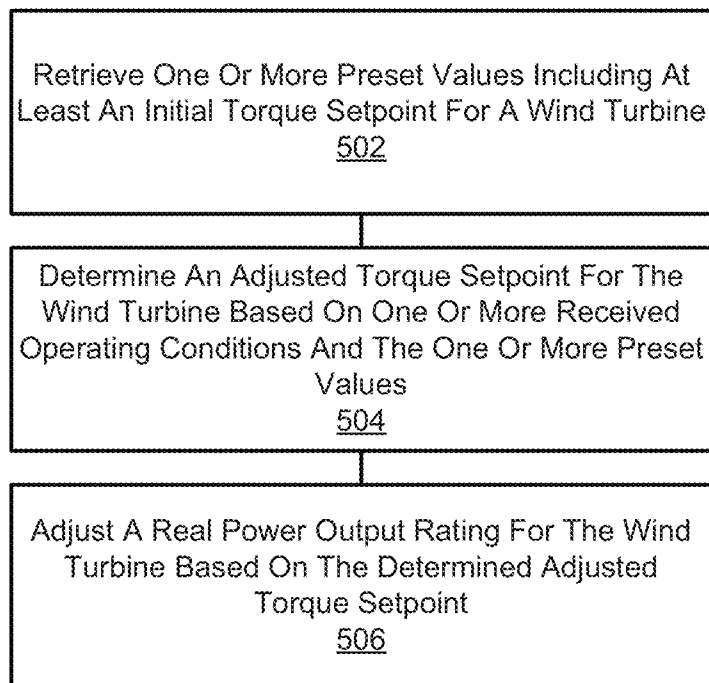 Retrieve One Or More Preset Values Including At
Least An Initial Torque Setpoint For A Wind Turbine
502
Determine An Adjusted Torque Setpoint For The
Wind Turbine Based On One Or More Received
Operating Conditions And The One Or More Preset
Values
504
Adjust A Real Power Output Rating For The Wind
Turbine Based On The Determined Adjusted
Torque Setpoint
506